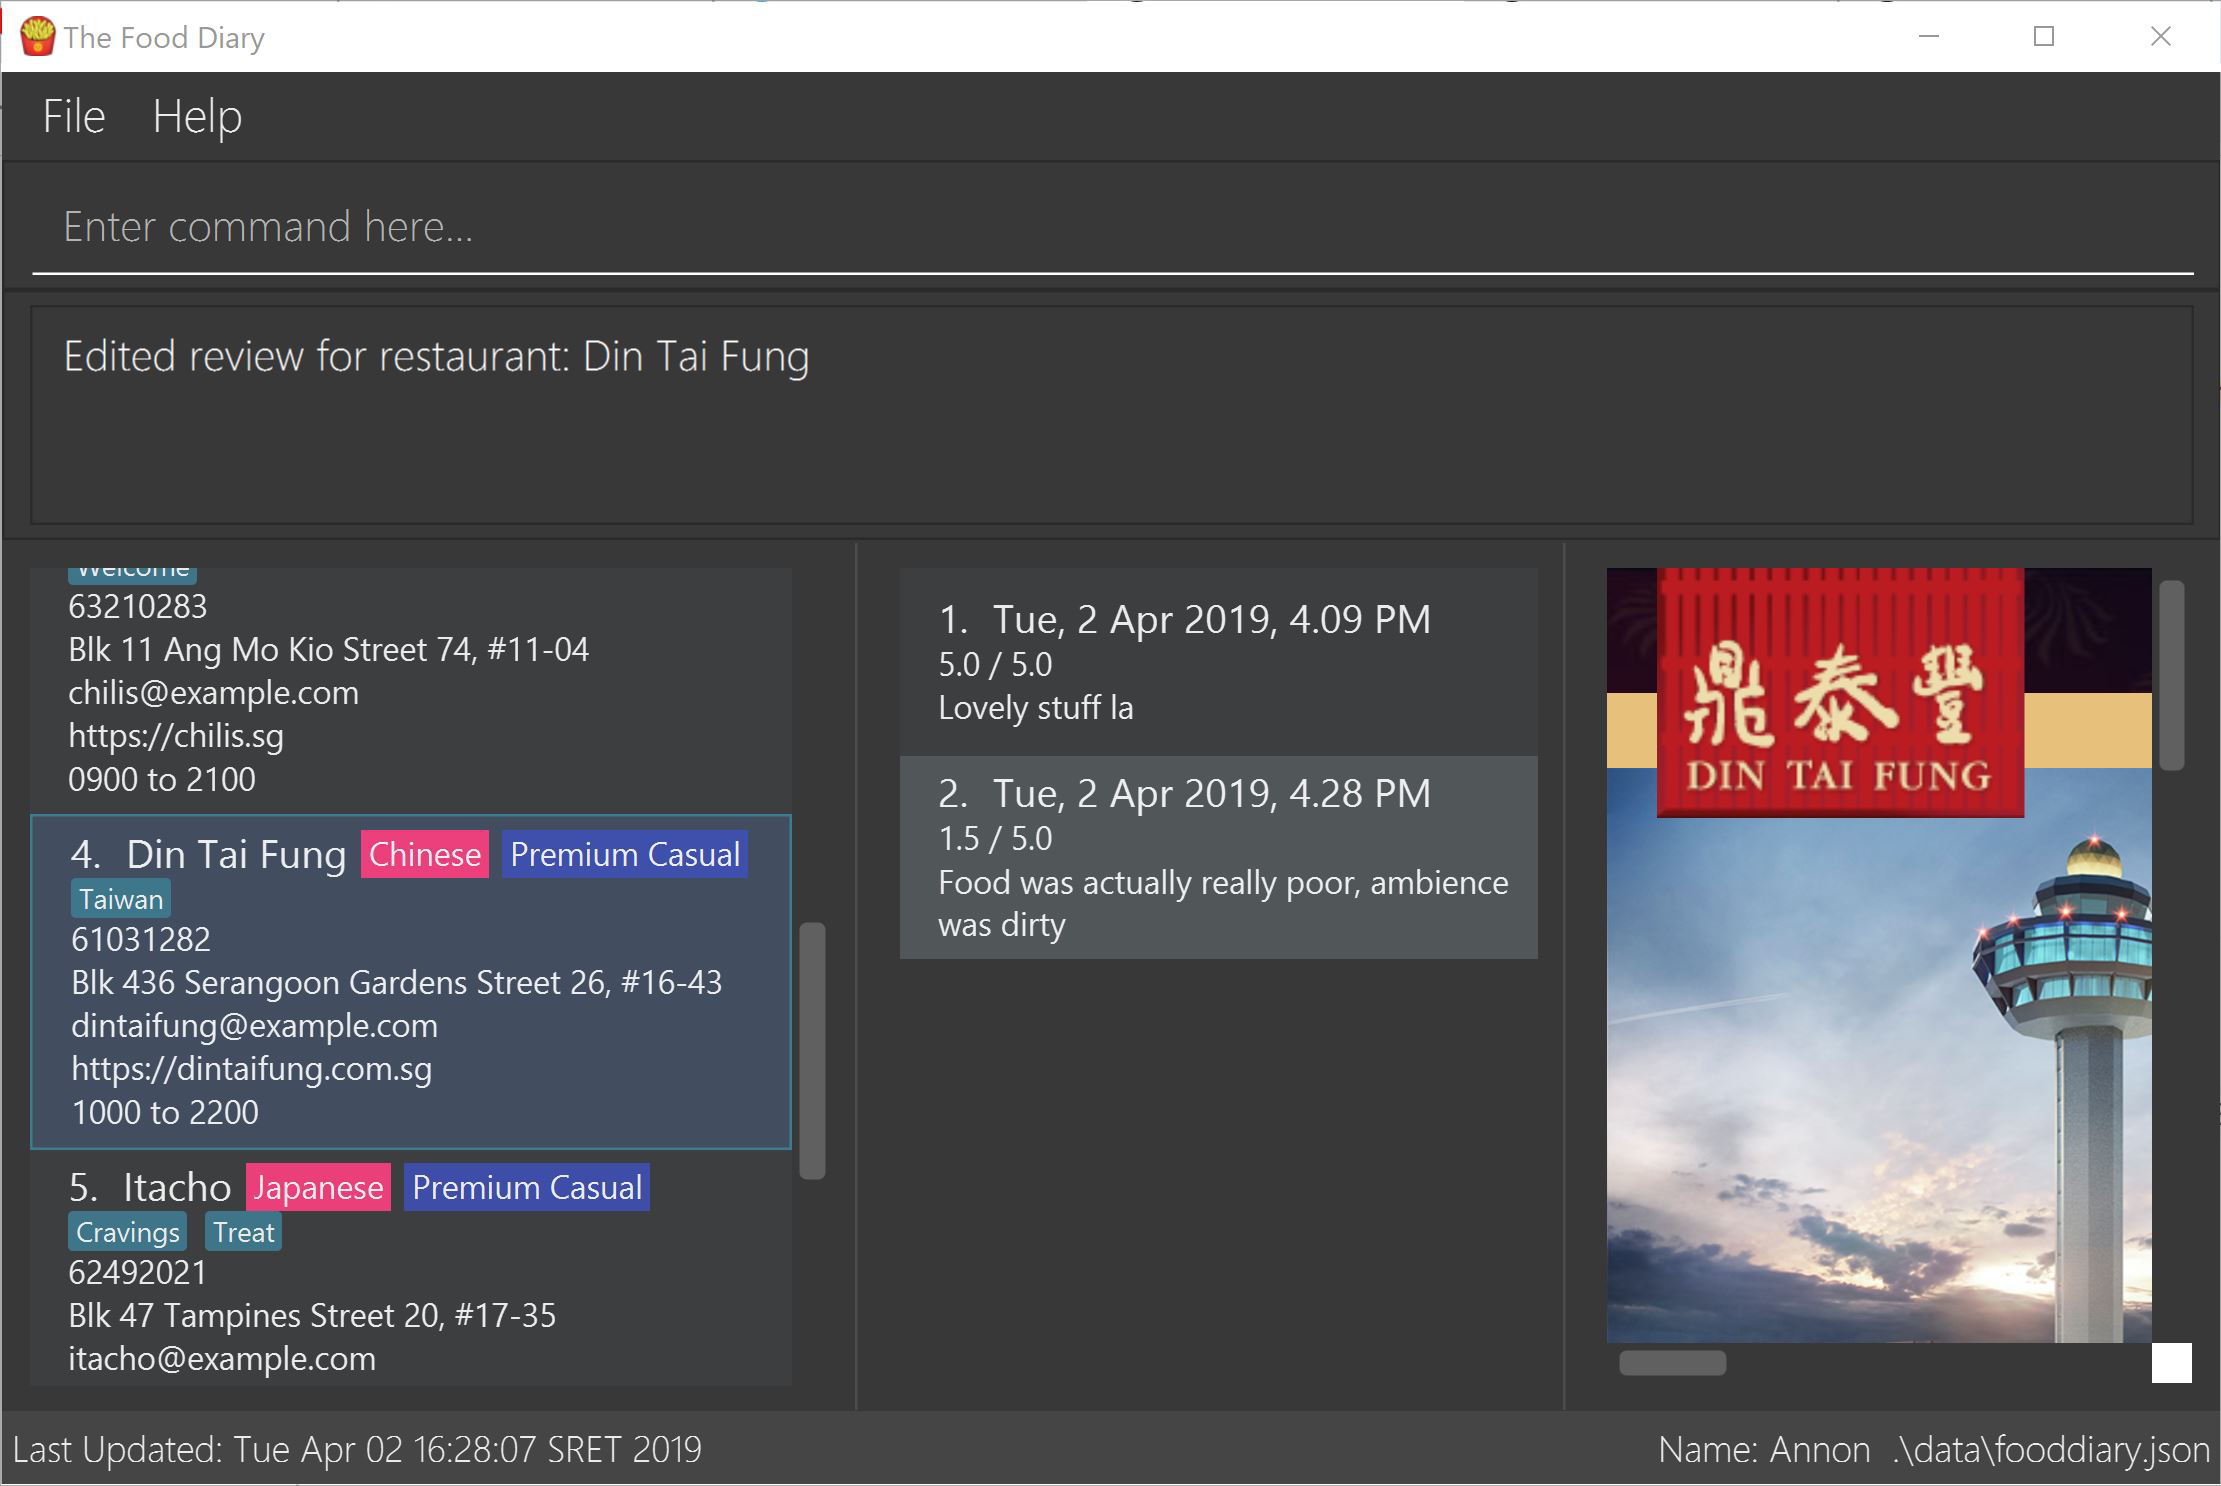 The Food Diary
File Help
Enter command here...
Edited review for restaurant: Din Tai Fung
Welcome
63210283
Blk 11 Ang Mo Kio Street 74, #11-04
chilis@example.com
https://chilis.sg
0900 to 2100
4. Din Tai Fung Chinese Premium Casual
Taiwan
61031282
Blk 436 Serangoon Gardens Street 26, #16-43
dintaifung@example.com
https://dintaifung.com.sg
1000 to 2200
5. Itacho Japanese Premium Casual
Cravings Treat
62492021
Blk 47 Tampines Street 20, #17-35
itacho@example.com
1. Tue, 2 Apr 2019, 4.09 PM
5.0 / 5.0
Lovely stuff la
2. Tue, 2 Apr 2019, 4.28 PM
1.5 / 5.0
Food was actually really poor, ambience
was dirty
鼎泰豐
DIN TAI FUNG
Last Updated: Tue Apr 02 16:28:07 SRET 2019
Name: Annon .\data\fooddiary.json